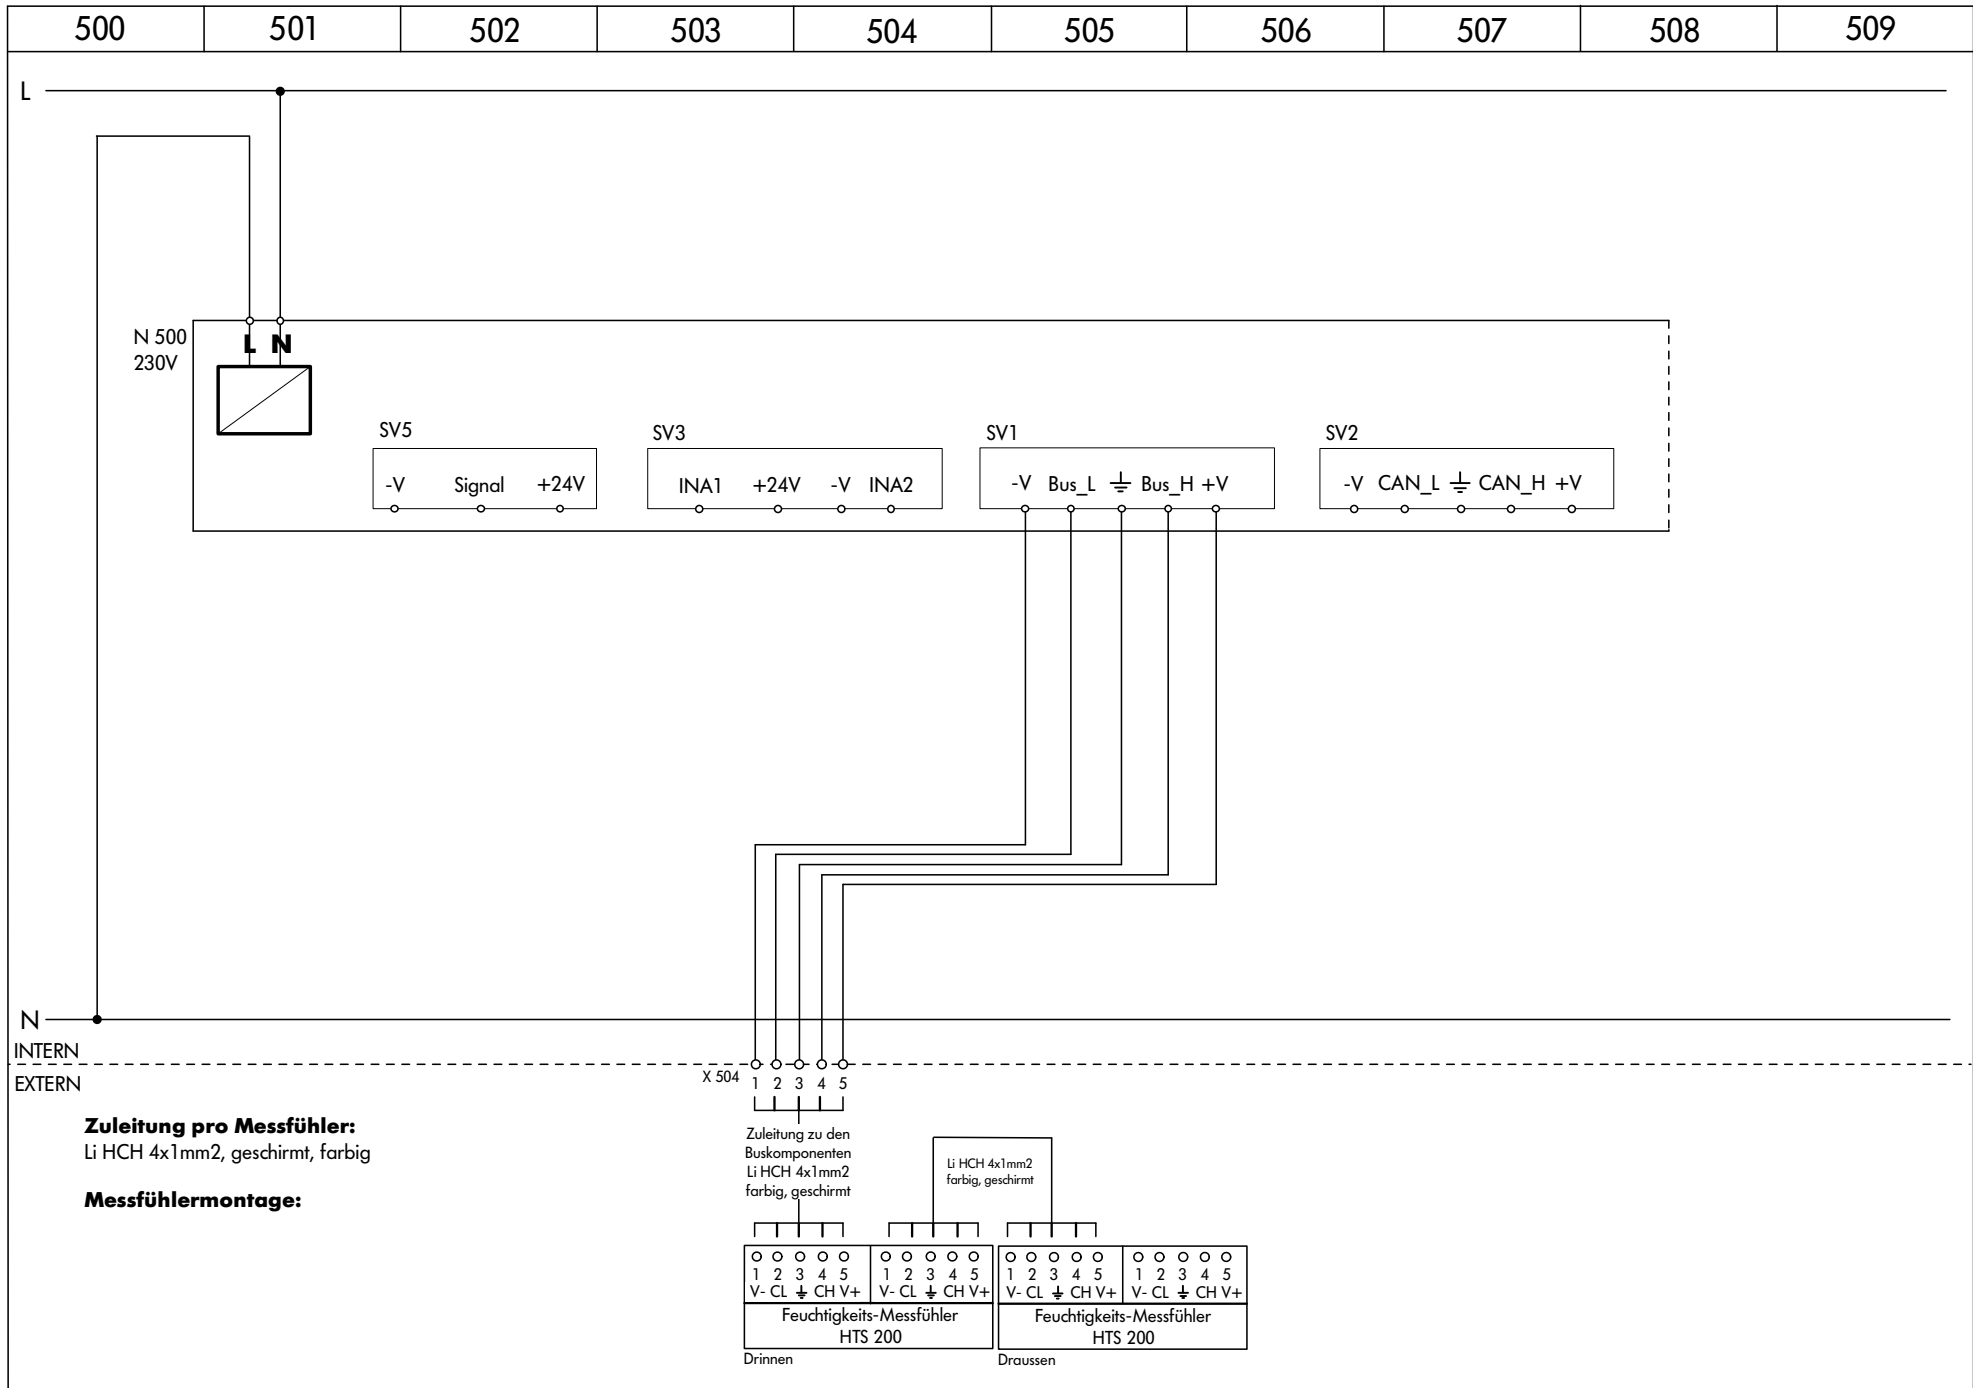 500 501 502 503 504 505 506 507 508 509
L
N 500
230V
L N
SV5 SV3 SV1 SV2
-V Signal +24V
INA1 +24V -V INA2
-V Bus_L ⏚ Bus_H +V
-V CAN_L ⏚ CAN_H +V
N
INTERN
EXTERN
X 504 1 2 3 4 5
Zuleitung pro Messfühler:
Li HCH 4x1mm2, geschirmt, farbig
Messfühlermontage:
Zuleitung zu den
Buskomponenten
Li HCH 4x1mm2
farbig, geschirmt
Li HCH 4x1mm2
farbig, geschirmt
1 2 3 4 5 1 2 3 4 5
V- CL ⏚ CH V+ V- CL ⏚ CH V+
Feuchtigkeits-Messfühler
HTS 200
Drinnen
1 2 3 4 5 1 2 3 4 5
V- CL ⏚ CH V+ V- CL ⏚ CH V+
Feuchtigkeits-Messfühler
HTS 200
Draussen